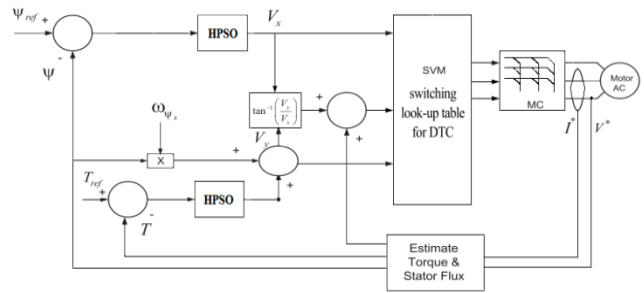 Ψref +
Ψ -
HPSO
Vx
tan⁻¹(Vy/Vx)
ωψs
Vy
X
+
+
+
+
Tref
+
T -
HPSO
SVM
switching
look-up table
for DTC
MC
Motor
AC
I*
V*
Estimate
Torque &
Stator Flux